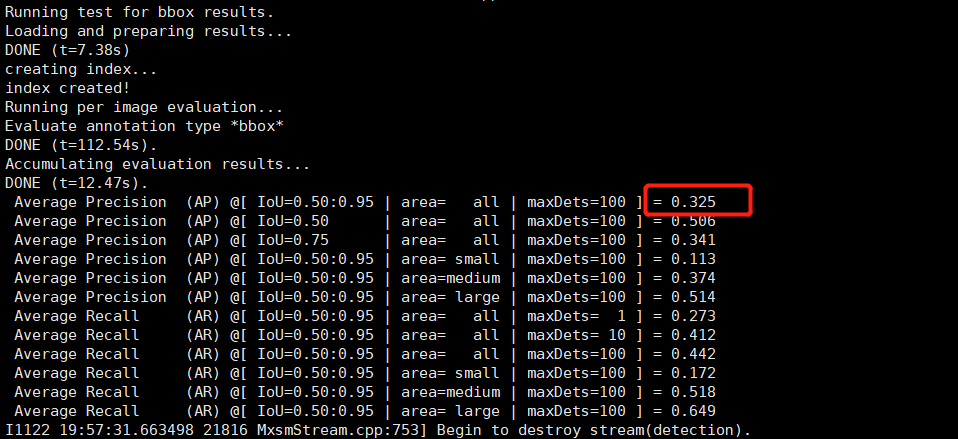 Running test for bbox results.
Loading and preparing results...
DONE (t=7.38s)
creating index...
index created!
Running per image evaluation...
Evaluate annotation type *bbox*
DONE (t=112.54s).
Accumulating evaluation results...
DONE (t=12.47s).
 Average Precision  (AP) @[ IoU=0.50:0.95 | area=   all | maxDets=100 ] = 0.325
 Average Precision  (AP) @[ IoU=0.50      | area=   all | maxDets=100 ] = 0.506
 Average Precision  (AP) @[ IoU=0.75      | area=   all | maxDets=100 ] = 0.341
 Average Precision  (AP) @[ IoU=0.50:0.95 | area= small | maxDets=100 ] = 0.113
 Average Precision  (AP) @[ IoU=0.50:0.95 | area=medium | maxDets=100 ] = 0.374
 Average Precision  (AP) @[ IoU=0.50:0.95 | area= large | maxDets=100 ] = 0.514
 Average Recall     (AR) @[ IoU=0.50:0.95 | area=   all | maxDets=  1 ] = 0.273
 Average Recall     (AR) @[ IoU=0.50:0.95 | area=   all | maxDets= 10 ] = 0.412
 Average Recall     (AR) @[ IoU=0.50:0.95 | area=   all | maxDets=100 ] = 0.442
 Average Recall     (AR) @[ IoU=0.50:0.95 | area= small | maxDets=100 ] = 0.172
 Average Recall     (AR) @[ IoU=0.50:0.95 | area=medium | maxDets=100 ] = 0.518
 Average Recall     (AR) @[ IoU=0.50:0.95 | area= large | maxDets=100 ] = 0.649
I1122 19:57:31.663498 21816 MxsmStream.cpp:753] Begin to destroy stream(detection).